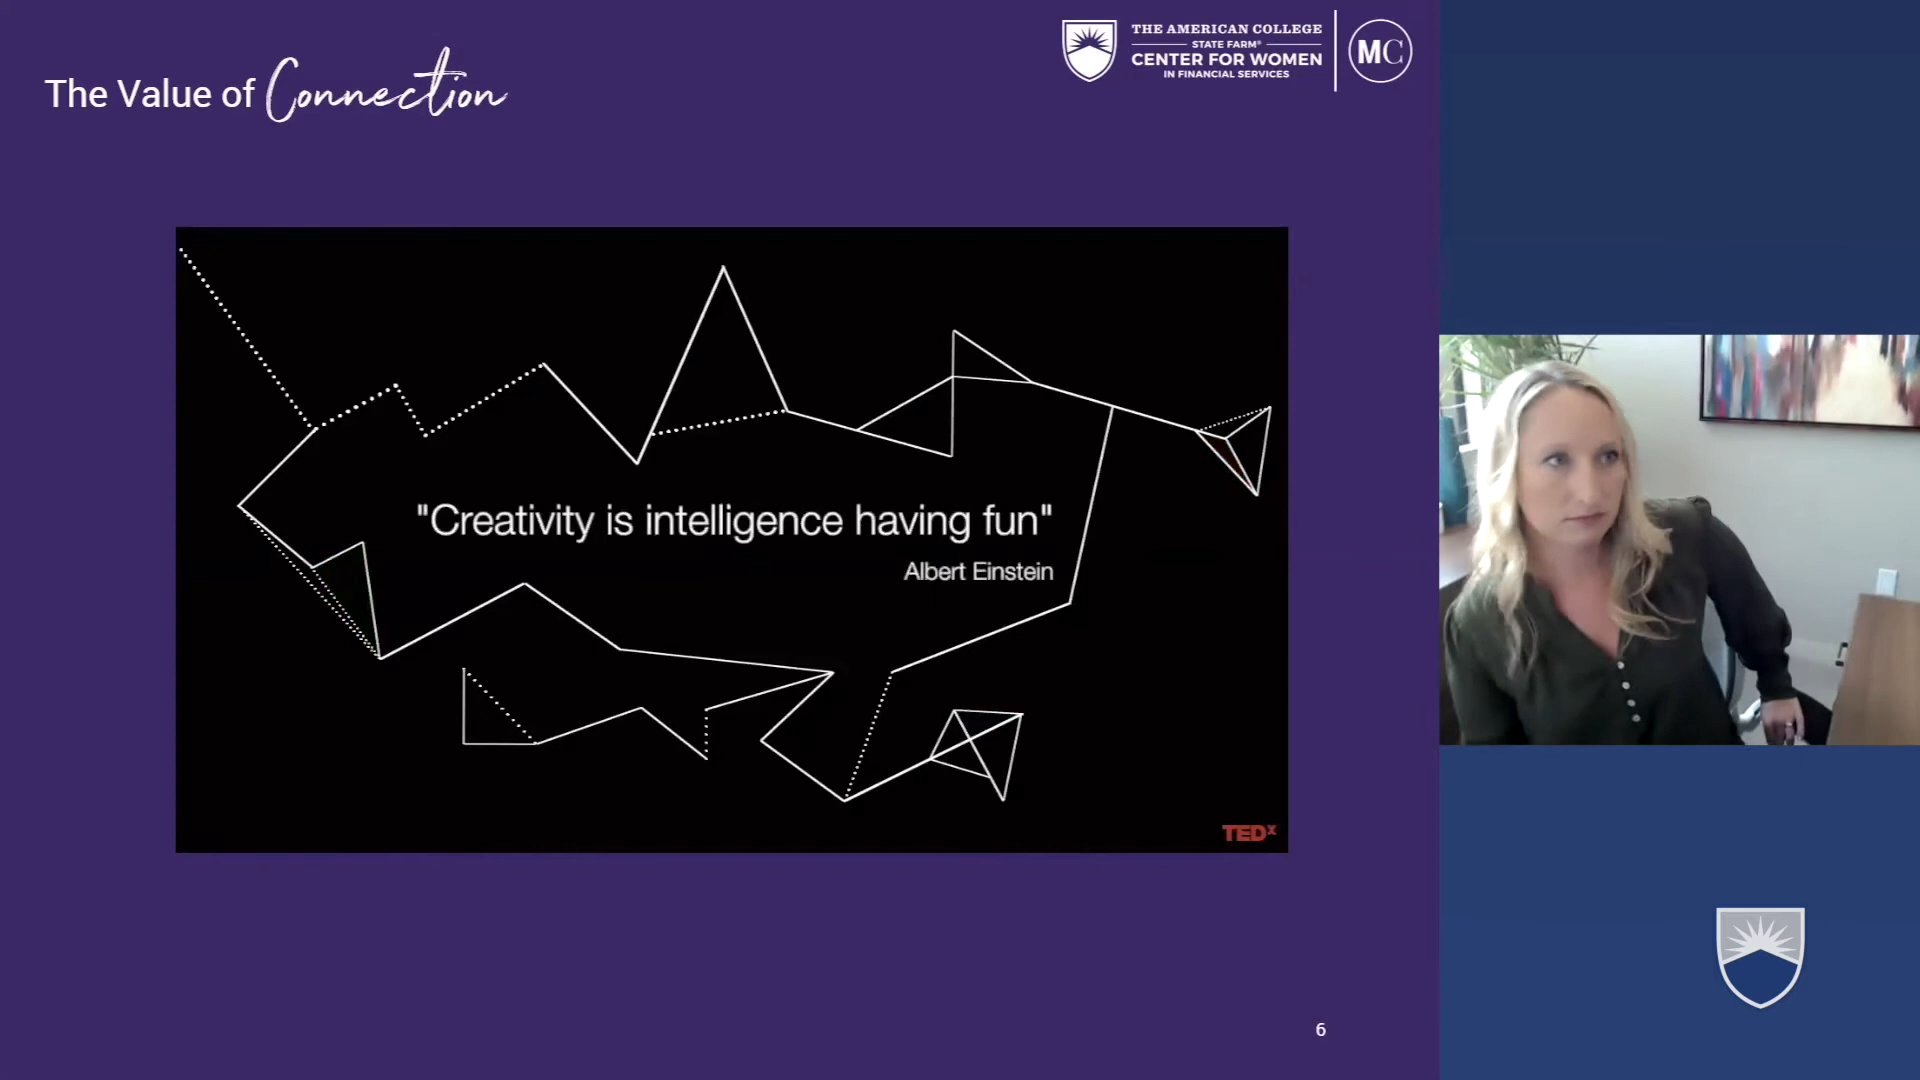 The Value of Connection
THE AMERICAN COLLEGE
STATE FARM®
CENTER FOR WOMEN
IN FINANCIAL SERVICES
MC
"Creativity is intelligence having fun"
Albert Einstein
TEDx
6